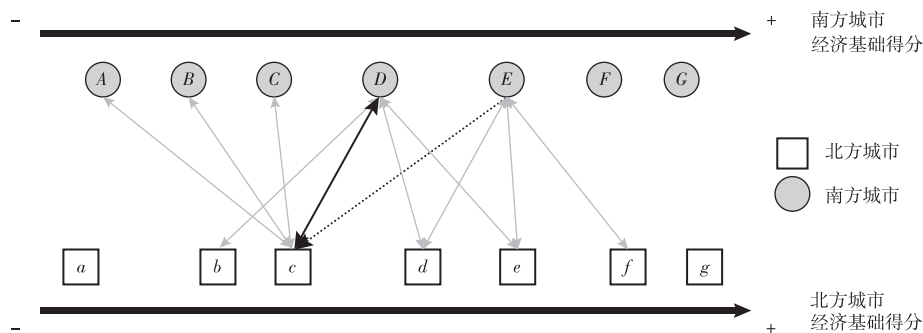 − + 南方城市
经济基础得分
A B C D E F G
北方城市
南方城市
a b c d e f g
北方城市
− + 经济基础得分